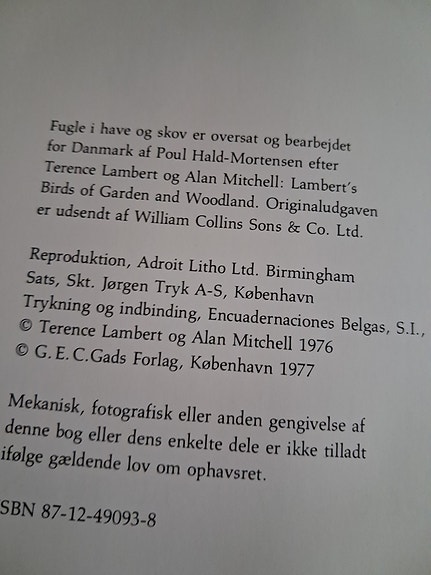 Fugle i have og skov er oversat og bearbejdet
for Danmark af Poul Hald-Mortensen efter
Terence Lambert og Alan Mitchell: Lambert's
Birds of Garden and Woodland. Originaludgaven
er udsendt af William Collins Sons & Co. Ltd.
Reproduktion, Adroit Litho Ltd. Birmingham
Sats, Skt. Jørgen Tryk A-S, København
Trykning og indbinding, Encuadernaciones Belgas, S.I.,
© Terence Lambert og Alan Mitchell 1976
© G.E.C.Gads Forlag, København 1977
Mekanisk, fotografisk eller anden gengivelse af
denne bog eller dens enkelte dele er ikke tilladt
ifølge gældende lov om ophavsret.
SBN 87-12-49093-8